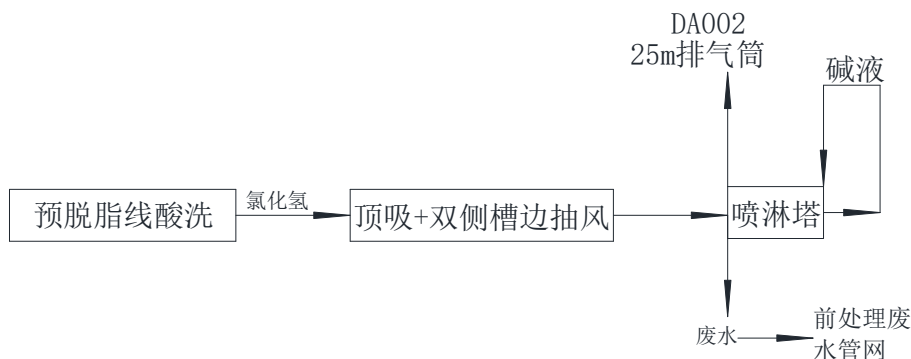 DA002
25m排气筒
碱液
预脱脂线酸洗
氯化氢
顶吸+双侧槽边抽风
喷淋塔
废水
前处理废
水管网